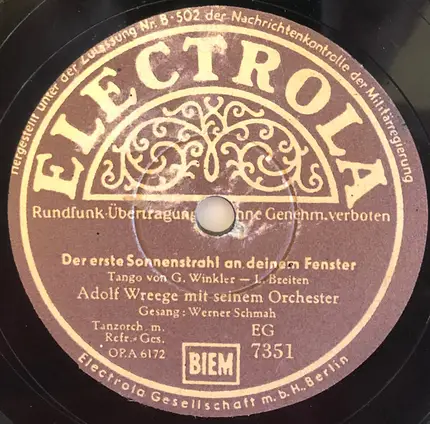 Hergestellt unter der Zulassung Nr. B·502 der Nachrichtenkontrolle der Militärregierung
ELECTROLA
Rundfunk-Übertragung ohne Genehm. verboten
Der erste Sonnenstrahl an deinem Fenster
Tango von G. Winkler — L. Breiten
Adolf Wreege mit seinem Orchester
Gesang: Werner Schmah
Tanzorch. m.
Refr.-Ges.
OP.A 6172
BIEM
EG
7351
Electrola Gesellschaft m.b.H., Berlin